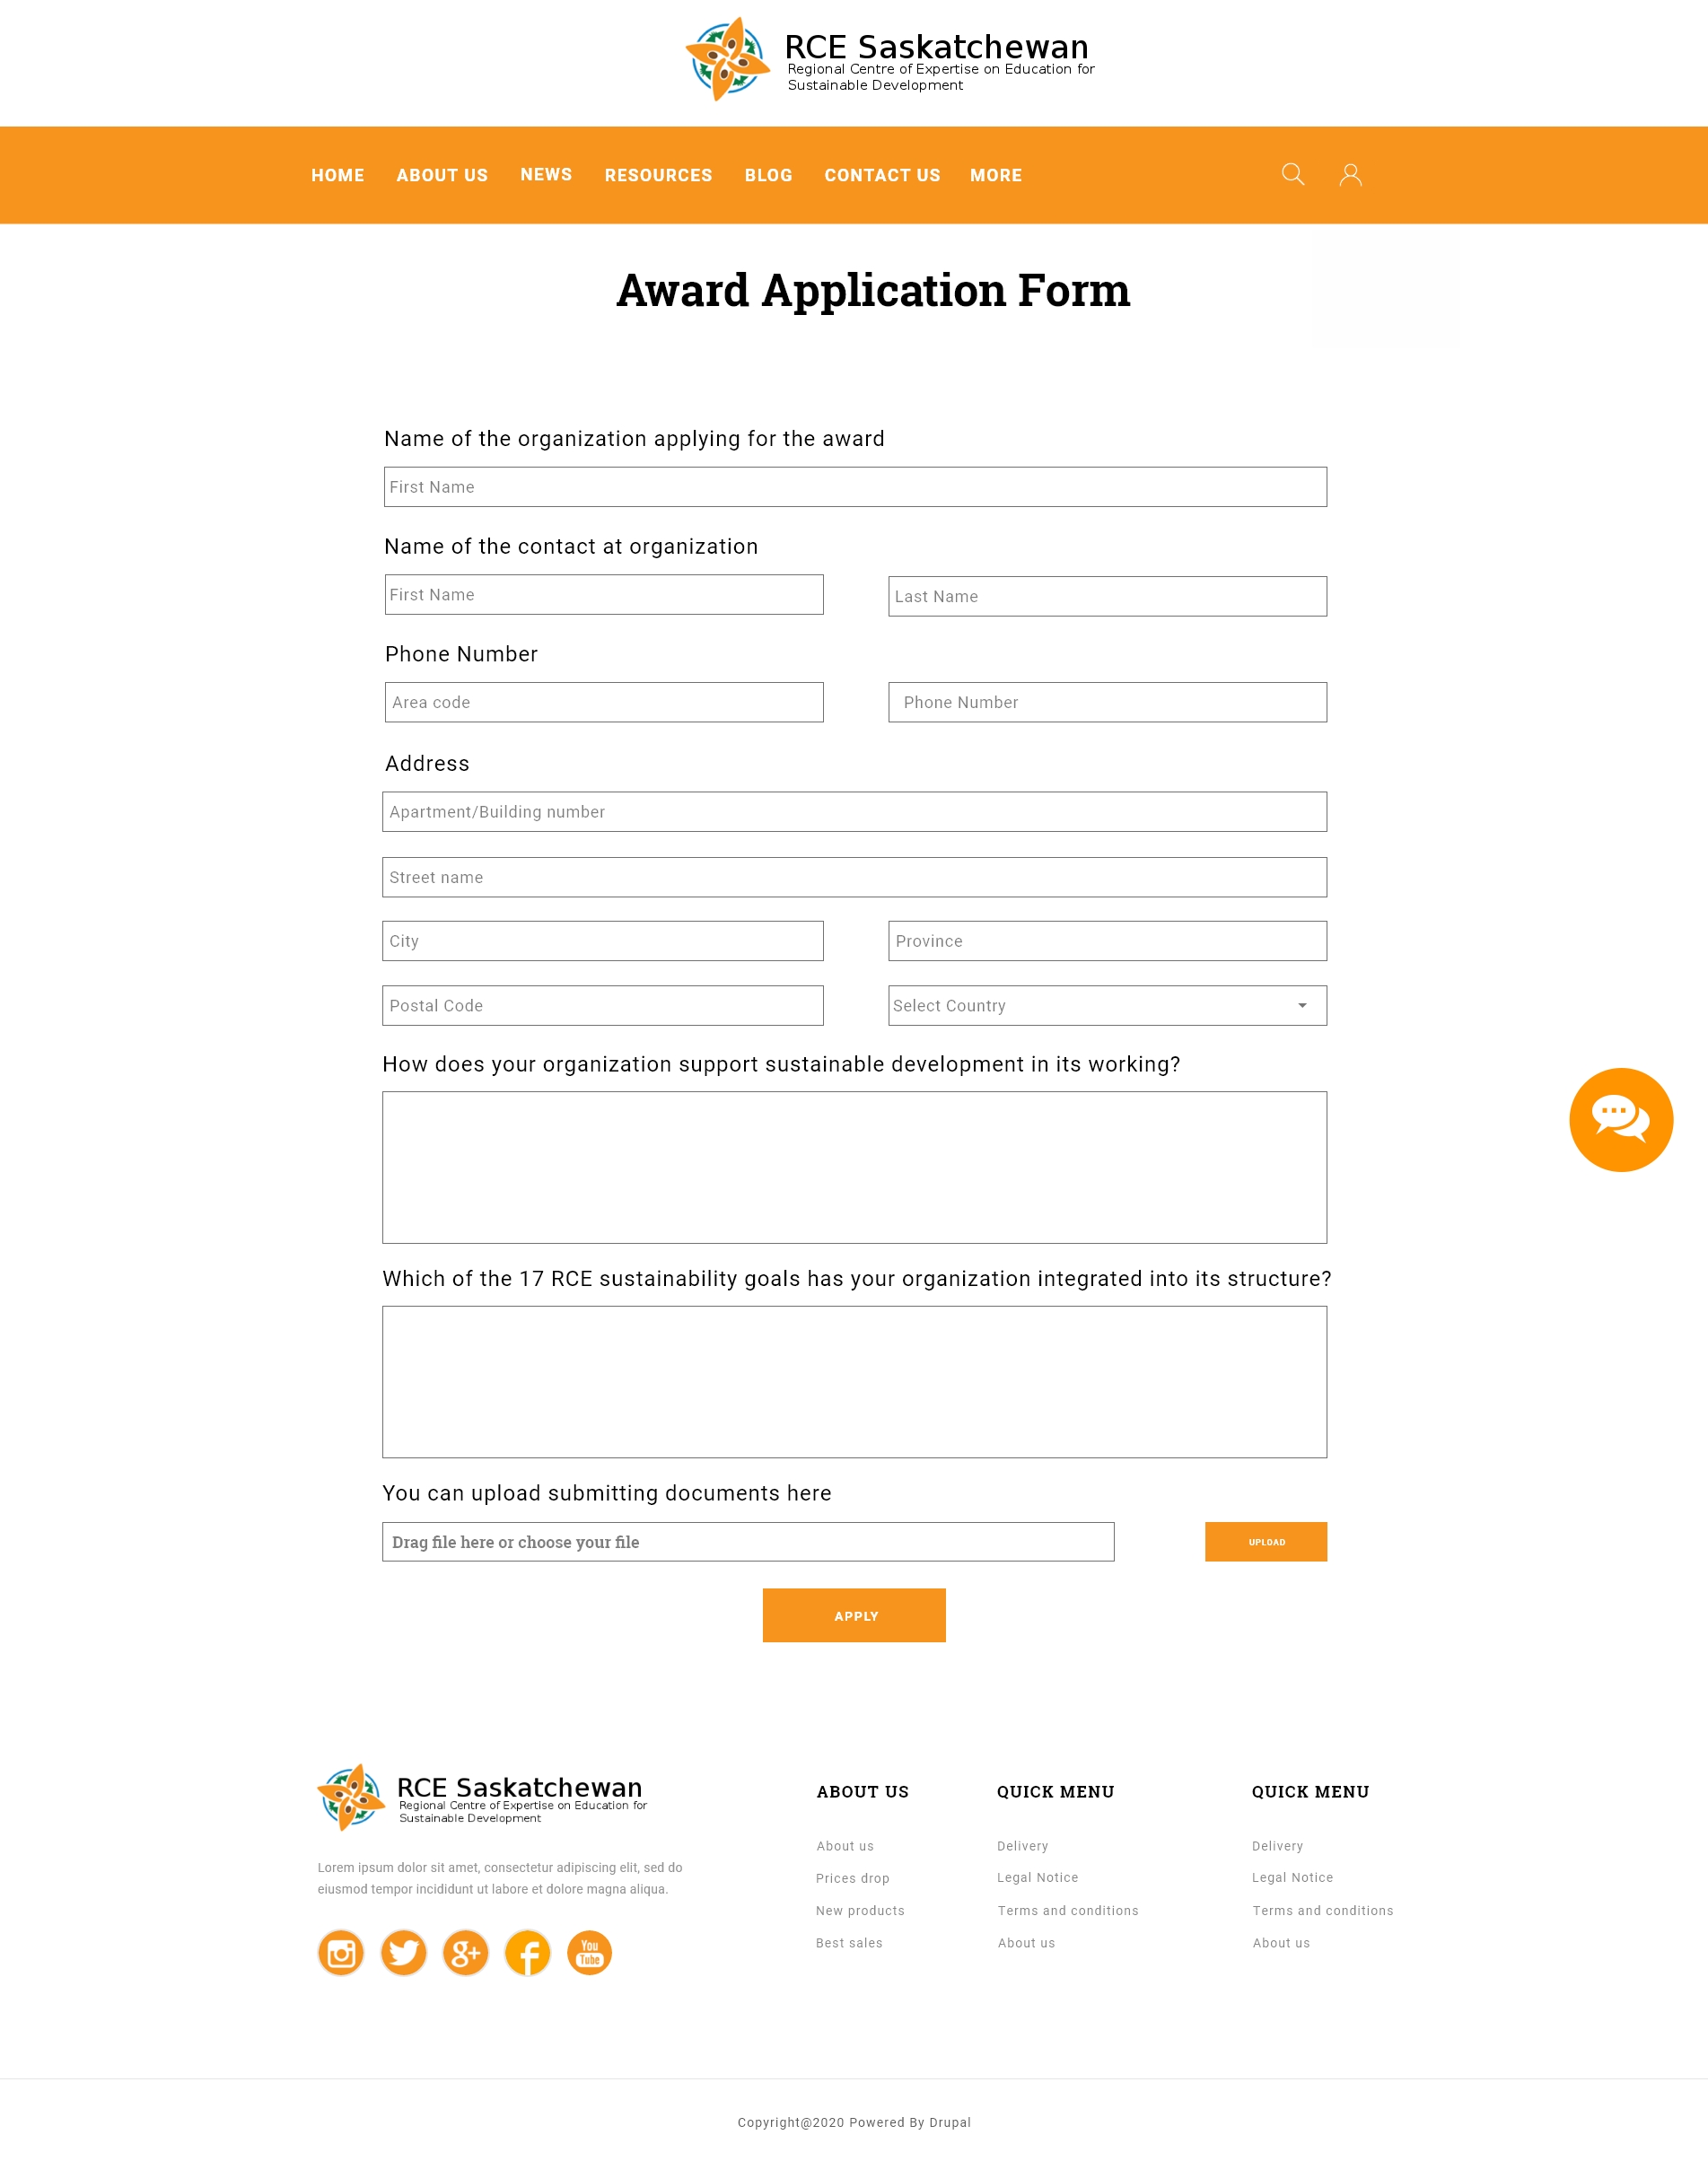 RCE Saskatchewan
Regional Centre of Expertise on Education for
Sustainable Development
HOME ABOUT US NEWS RESOURCES BLOG CONTACT US MORE
Award Application Form
Name of the organization applying for the award
First Name
Name of the contact at organization
First Name Last Name
Phone Number
Area code Phone Number
Address
Apartment/Building number
Street name
City Province
Postal Code Select Country
How does your organization support sustainable development in its working?
Which of the 17 RCE sustainability goals has your organization integrated into its structure?
You can upload submitting documents here
Drag file here or choose your file UPLOAD
APPLY
RCE Saskatchewan
Regional Centre of Expertise on Education for
Sustainable Development
Lorem ipsum dolor sit amet, consectetur adipiscing elit, sed do
eiusmod tempor incididunt ut labore et dolore magna aliqua.
g+ f You Tube
ABOUT US
About us
Prices drop
New products
Best sales
QUICK MENU
Delivery
Legal Notice
Terms and conditions
About us
QUICK MENU
Delivery
Legal Notice
Terms and conditions
About us
Copyright@2020 Powered By Drupal